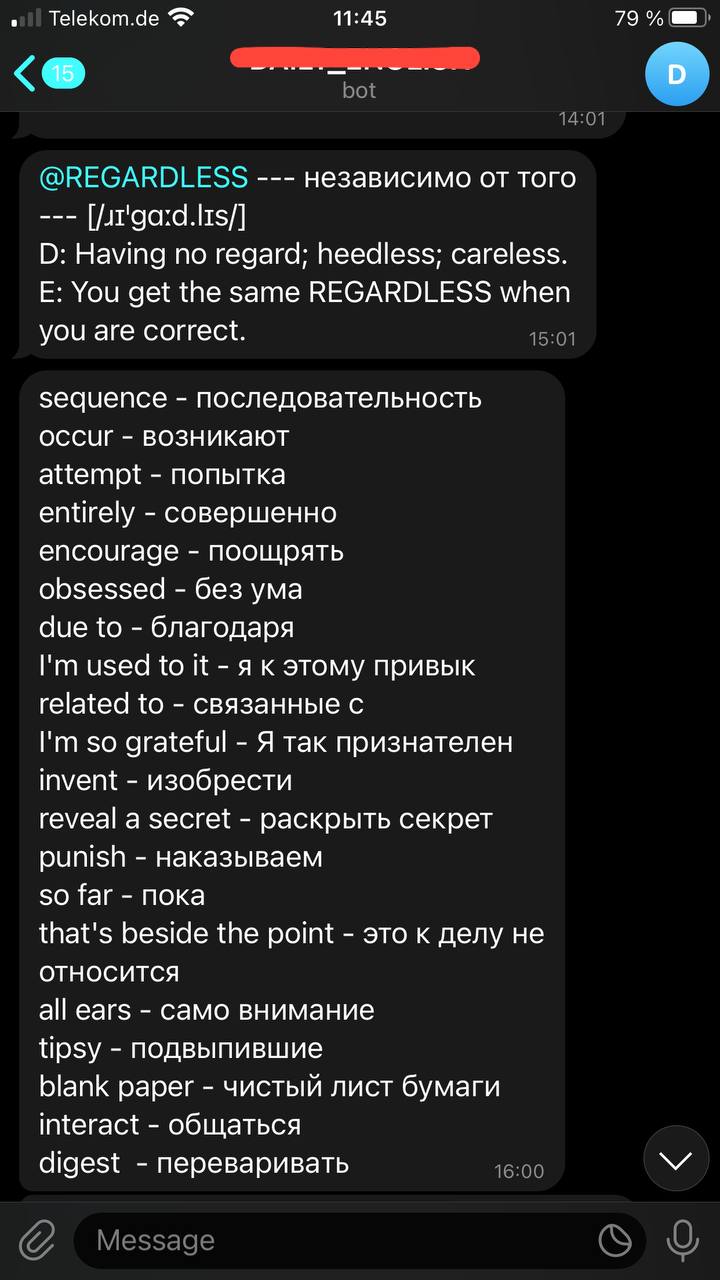 Telekom.de
11:45
79 %
15
bot
D
14:01
@REGARDLESS --- независимо от того
--- [/ɹɪˈɡɑːd.lɪs/]
D: Having no regard; heedless; careless.
E: You get the same REGARDLESS when
you are correct.
15:01
sequence - последовательность
occur - возникают
attempt - попытка
entirely - совершенно
encourage - поощрять
obsessed - без ума
due to - благодаря
I'm used to it - я к этому привык
related to - связанные с
I'm so grateful - Я так признателен
invent - изобрести
reveal a secret - раскрыть секрет
punish - наказываем
so far - пока
that's beside the point - это к делу не
относится
all ears - само внимание
tipsy - подвыпившие
blank paper - чистый лист бумаги
interact - общаться
digest  - переваривать
16:00
Message